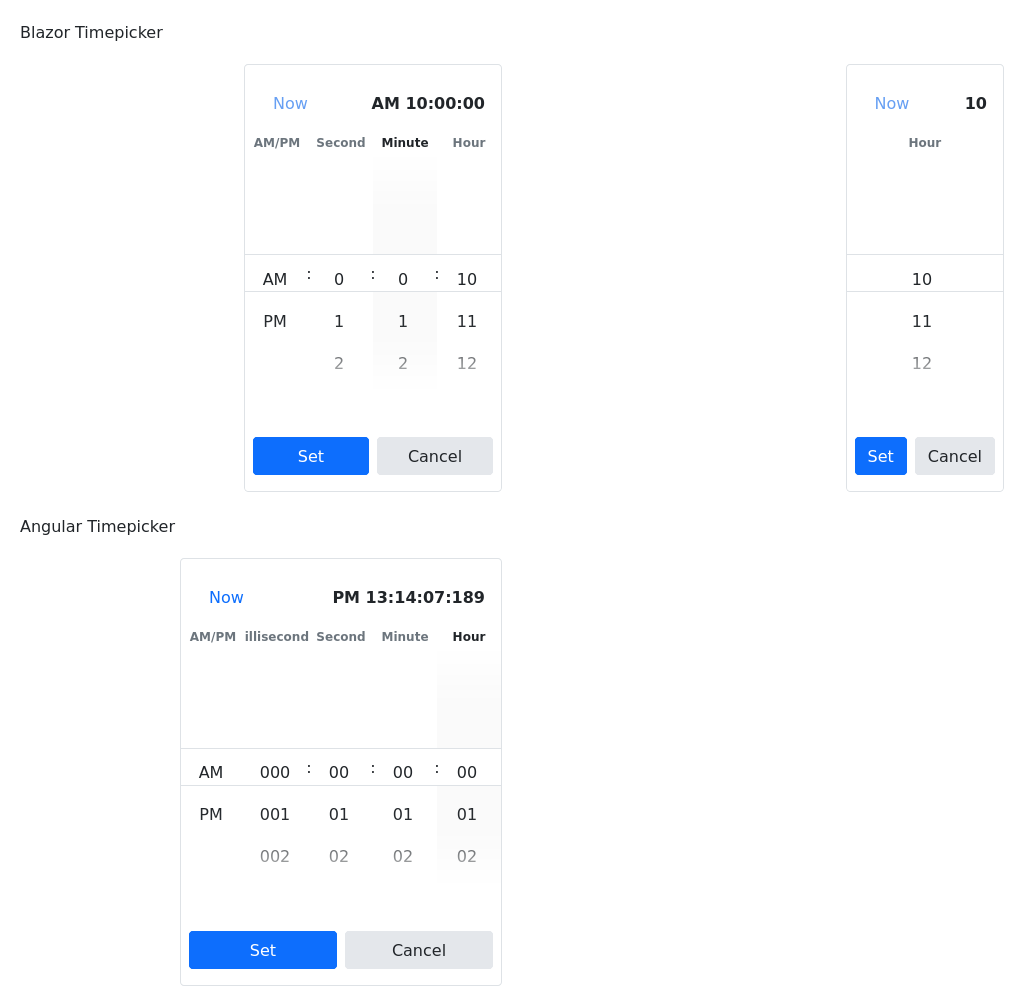 Blazor Timepicker
Now AM 10:00:00
AM/PM Second Minute Hour
AM : 0 : 0 : 10
PM 1 1 11
2 2 12
Set Cancel
Now 10
Hour
10
11
12
Set Cancel
Angular Timepicker
Now PM 13:14:07:189
AM/PM illisecond Second Minute Hour
AM 000 : 00 : 00 : 00
PM 001 01 01 01
002 02 02 02
Set Cancel